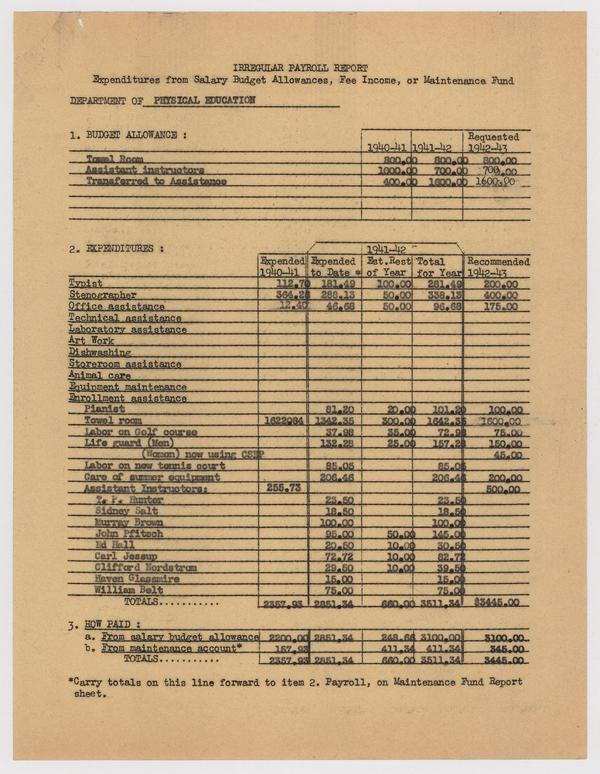 IRREGULAR PAYROLL REPORT
Expenditures from Salary Budget Allowances, Fee Income, or Maintenance Fund
DEPARTMENT OF PHYSICAL EDUCATION
1. BUDGET ALLOWANCE :
Requested
1940-41 1941-42 1942-43
Towel Room 800.00 800.00 800.00
Assistant instructors 1000.00 700.00 700.00
Transferred to Assistance 400.00 1600.00 1600.00
2. EXPENDITURES :
1941-42
Expended Expended Est.Rest Total Recommended
1940-41 to Date * of Year for Year 1942-43
Typist 112.70 181.49 100.00 281.49 200.00
Stenographer 364.26 288.13 50.00 338.13 400.00
Office assistance 12.40 46.68 50.00 96.68 175.00
Technical assistance
Laboratory assistance
Art Work
Dishwashing
Storeroom assistance
Animal care
Equipment maintenance
Enrollment assistance
Pianist 81.20 20.00 101.20 100.00
Towel room 1622084 1342.35 300.00 1642.35 1600.00
Labor on Golf course 37.98 35.00 72.98 75.00
Life guard (Men) 132.28 25.00 157.28 150.00
(Women) now using CSEP 45.00
Labor on new tennis court 85.05 85.05
Care of summer equipment 206.46 206.46 200.00
Assistant Instructors: 255.73 500.00
T. P. Hunter 23.50 23.50
Sidney Salt 18.50 18.50
Murray Brown 100.00 100.00
John Pfitsch 95.00 50.00 145.00
Ed Hall 20.50 10.00 30.50
Carl Jessup 72.72 10.00 82.72
Clifford Nordstrom 29.50 10.00 39.50
Haven Glassmire 15.00 15.00
William Belt 75.00 75.00
TOTALS........... 2357.93 2851.34 660.00 3511.34 $3445.00
3. HOW PAID :
a. From salary budget allowance 2200.00 2851.34 248.66 3100.00 3100.00
b. From maintenance account* 157.93 411.34 411.34 345.00
TOTALS........... 2357.93 2851.34 660.00 3511.34 3445.00
*Carry totals on this line forward to item 2. Payroll, on Maintenance Fund Report
sheet.